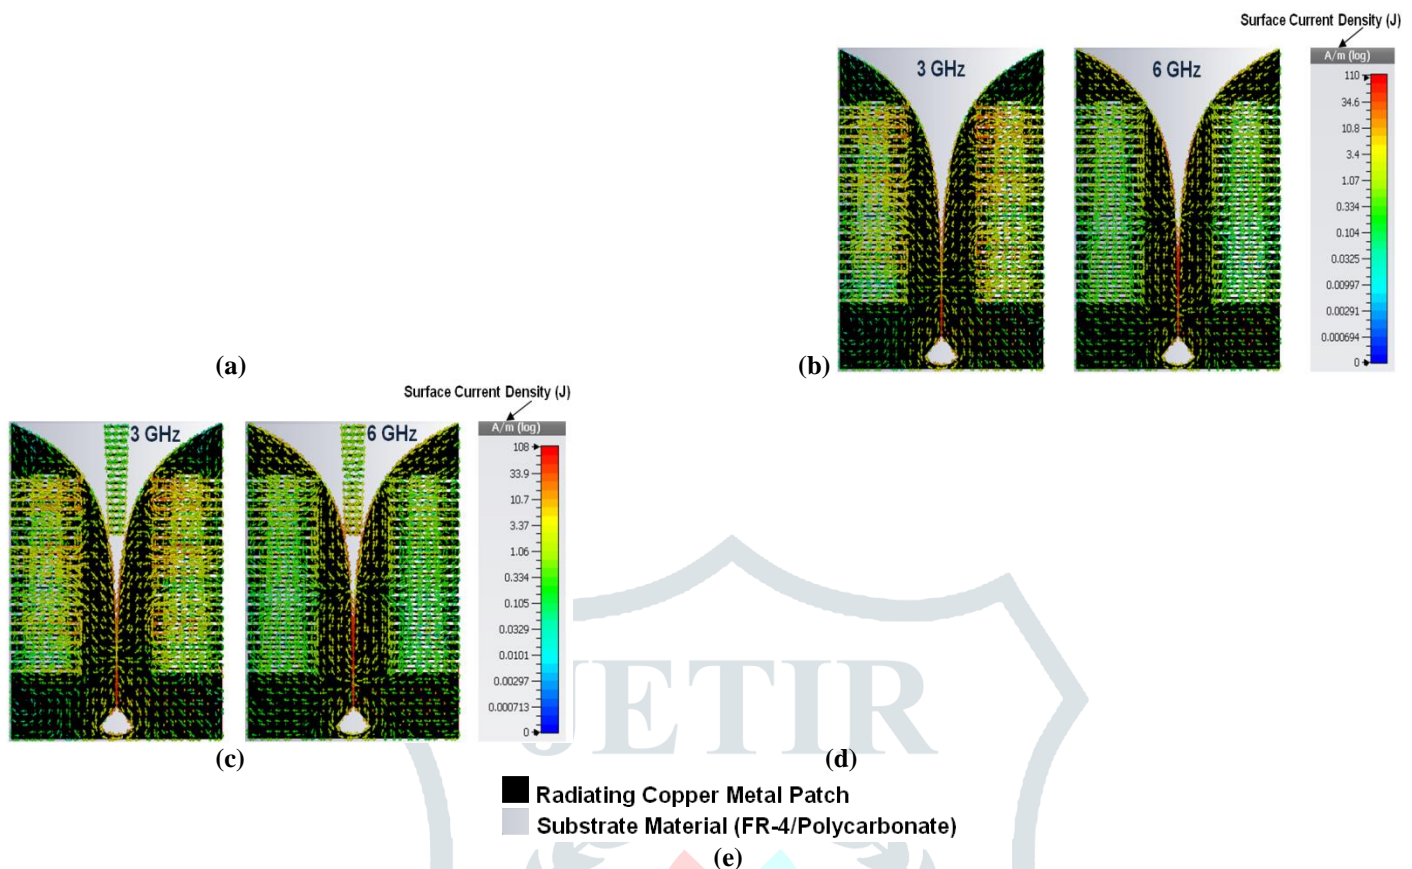 Surface Current Density (J)
3 GHz
6 GHz
A/m (log)
110
34.6
10.8
3.4
1.07
0.334
0.104
0.0325
0.00997
0.00291
0.000694
0
(a)
(b)
Surface Current Density (J)
3 GHz
6 GHz
A/m (log)
108
33.9
10.7
3.37
1.06
0.334
0.105
0.0329
0.0101
0.00297
0.000713
0
JETIR
(c)
(d)
Radiating Copper Metal Patch
Substrate Material (FR-4/Polycarbonate)
(e)